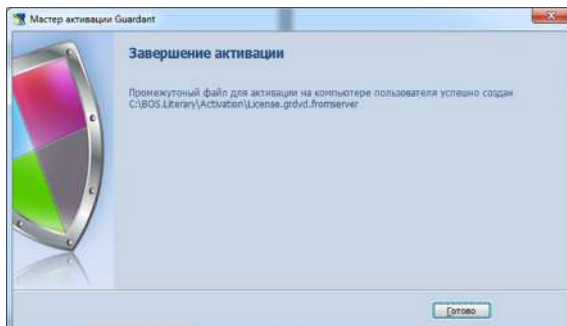 Мастер активации Guardant
Завершение активации
Промежутоный файл для активации на компьютере пользователя успешно создан
C:\BOS.Literary\Activation\License.grdvd.fromserver
Готово